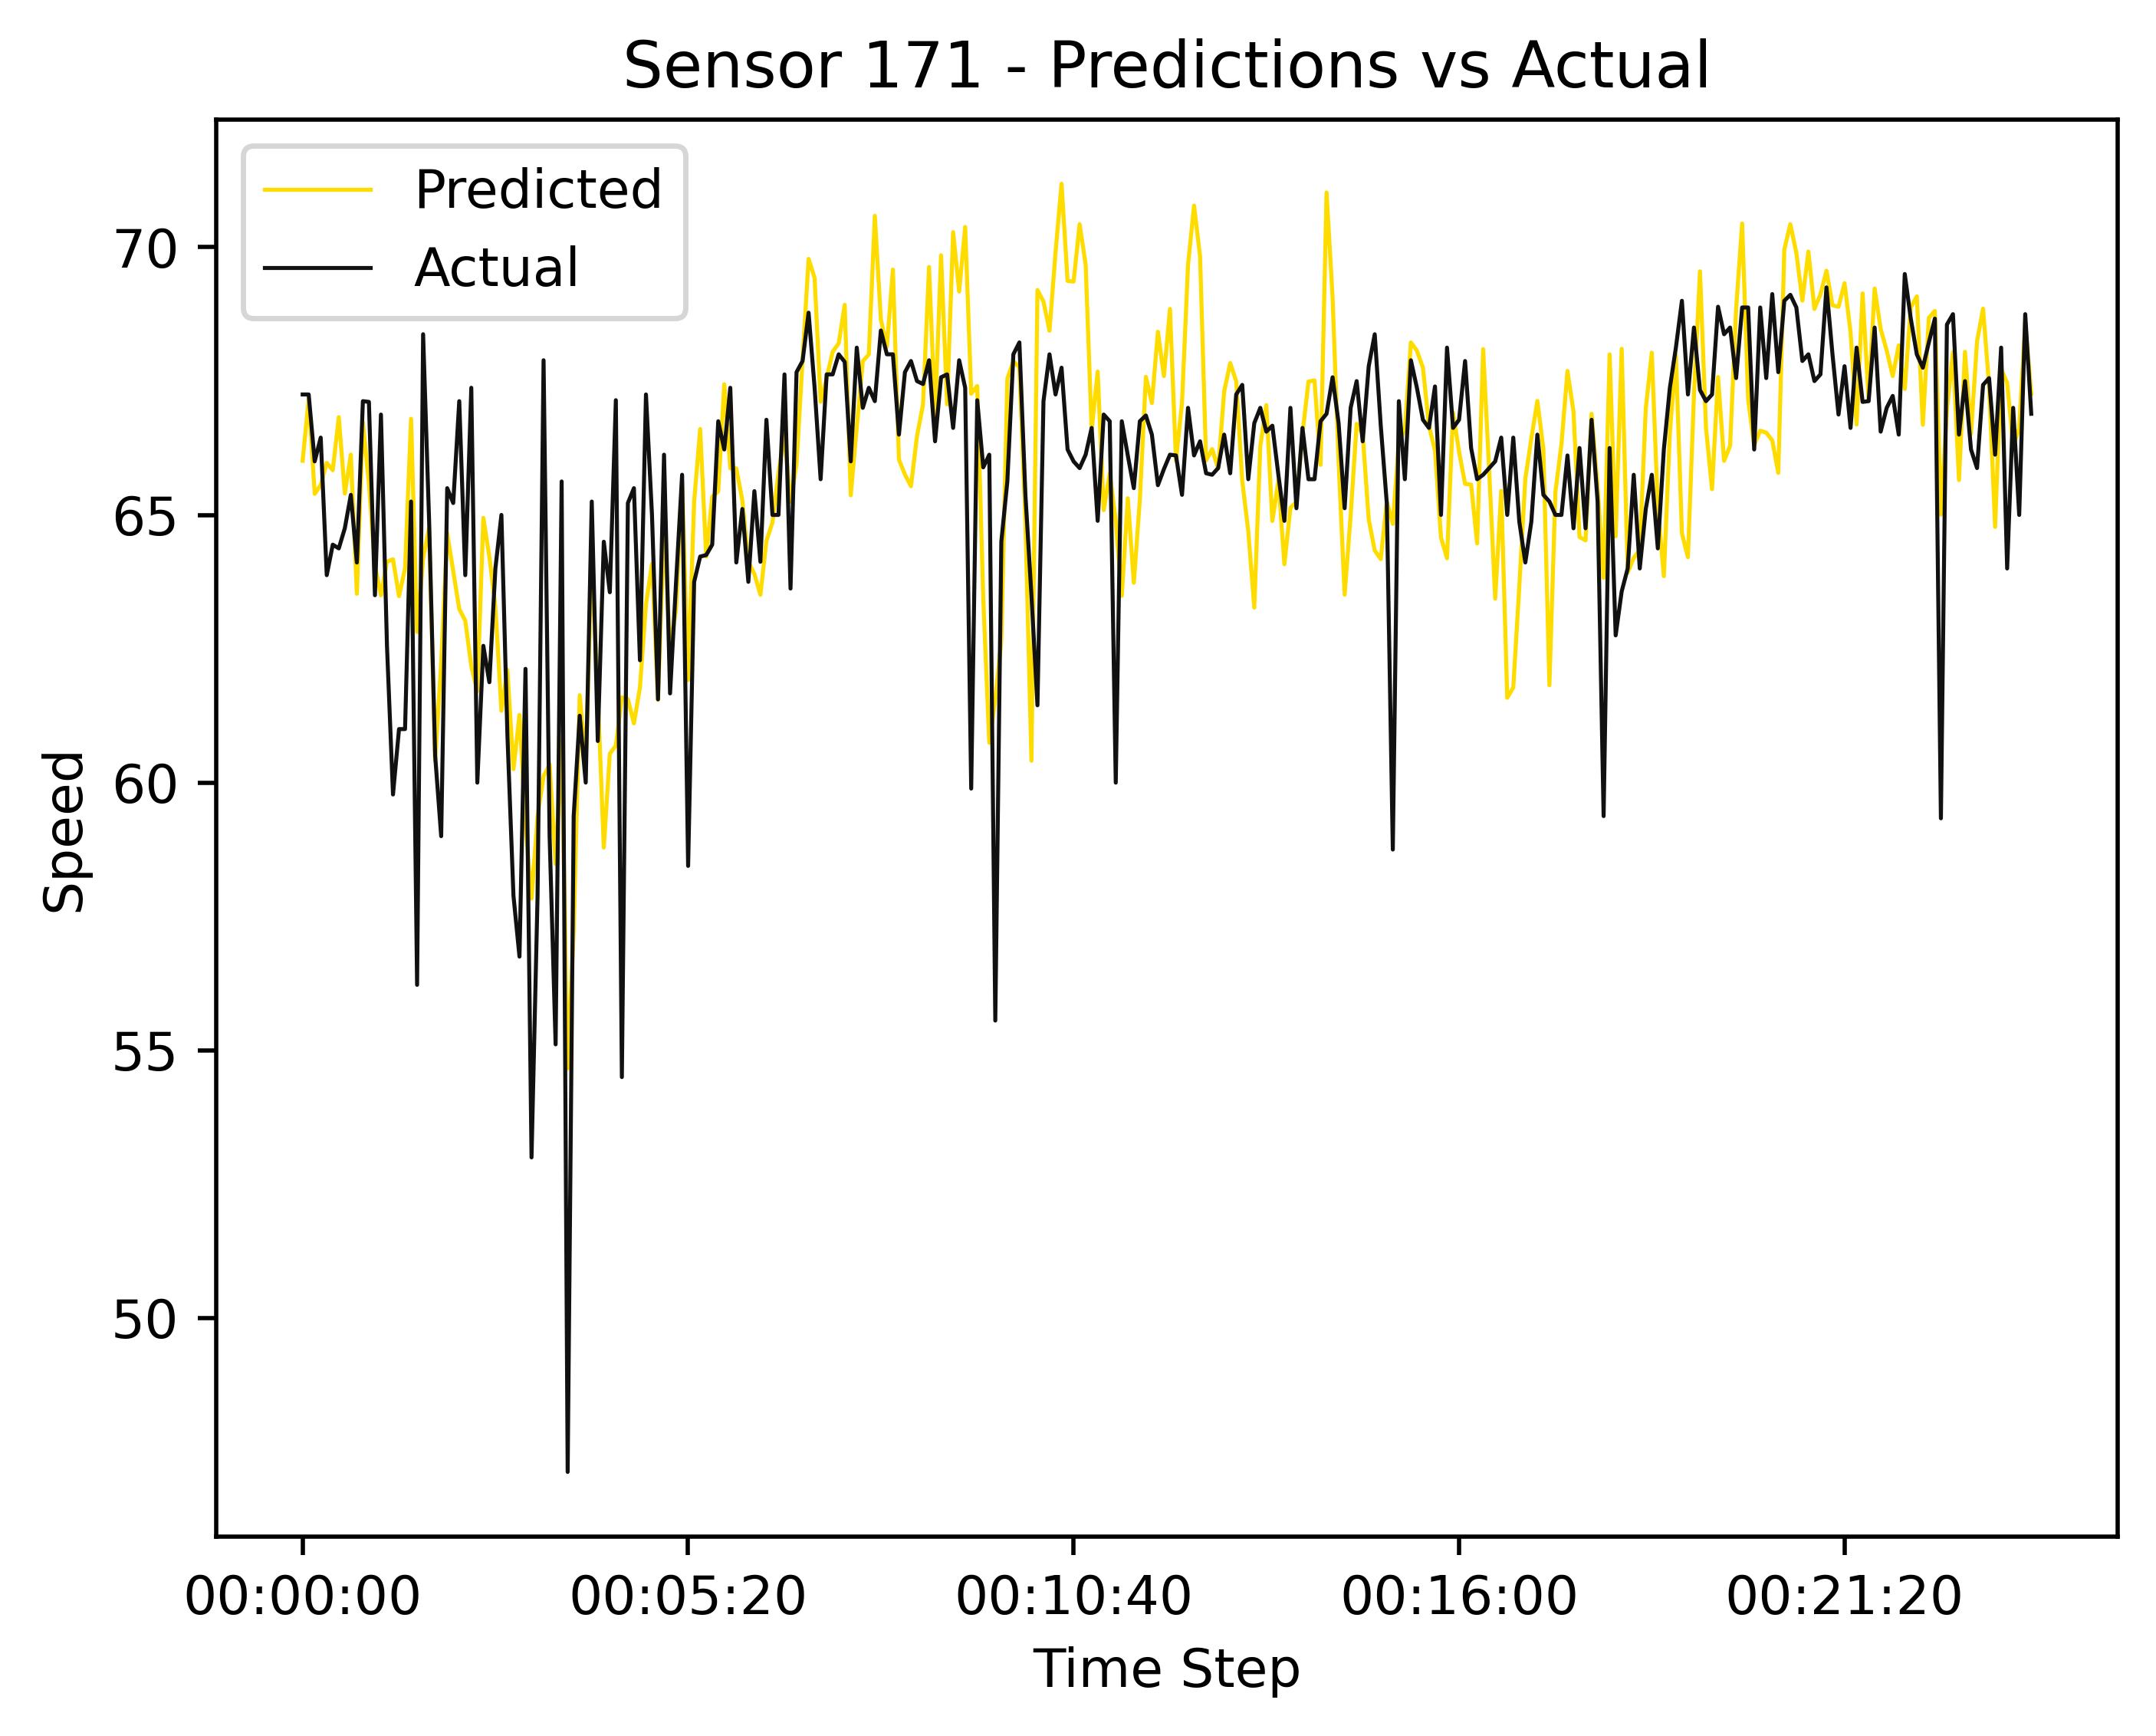 Sensor 171 - Predictions vs Actual
Predicted
Actual
70
65
60
55
50
Speed
00:00:00 00:05:20 00:10:40 00:16:00 00:21:20
Time Step